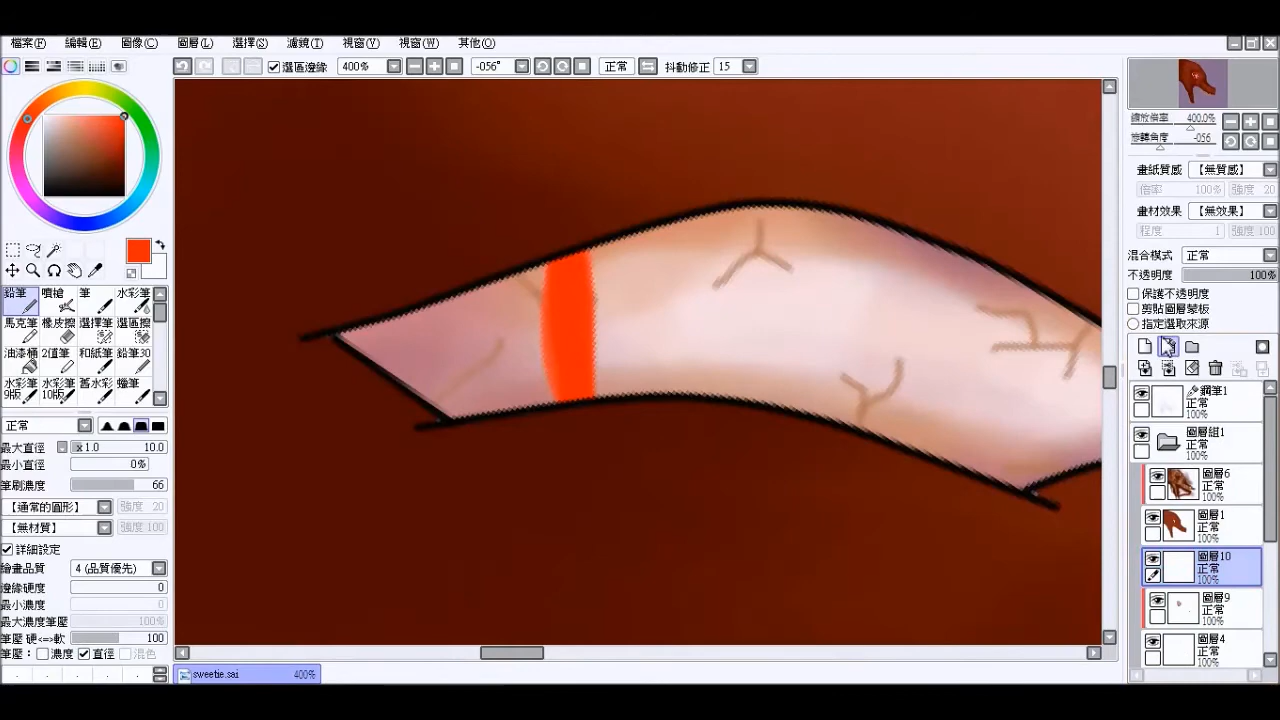 檔案(F) 編輯(E) 圖像(C) 圖層(L) 選擇(S) 濾鏡(T) 視窗(V) 視窗(W) 其他(O)
選區邊緣 400% -056° 正常 抖動修正 15
縮放倍率 400.0%
旋轉角度 -056
畫紙質感 【無質感】
倍率 100% 強度 20
畫材效果 【無效果】
程度 1 強度 100
混合模式 正常
不透明度 100%
保護不透明度
剪貼圖層蒙板
指定選取來源
鉛筆 噴槍 筆 水彩筆
馬克筆 橡皮擦 選擇筆 選區擦
油漆桶 2值筆 和紙筆 鉛筆30
水彩筆 9版 水彩筆 10版 舊水彩 蠟筆
正常
最大直徑 x 1.0 10.0
最小直徑 0%
筆刷濃度 66
【通常的圓形】 強度 20
【無材質】 強度 100
詳細設定
繪畫品質 4 (品質優先)
邊緣硬度 0
最小濃度 0
最大濃度筆壓 100%
筆壓 硬<=>軟 100
筆壓: 濃度 直徑 混色
鋼筆1
正常
100%
圖層組1
正常
100%
圖層6
正常
100%
圖層1
正常
100%
圖層10
正常
100%
圖層9
正常
100%
圖層4
正常
100%
sweetie.sai 400%